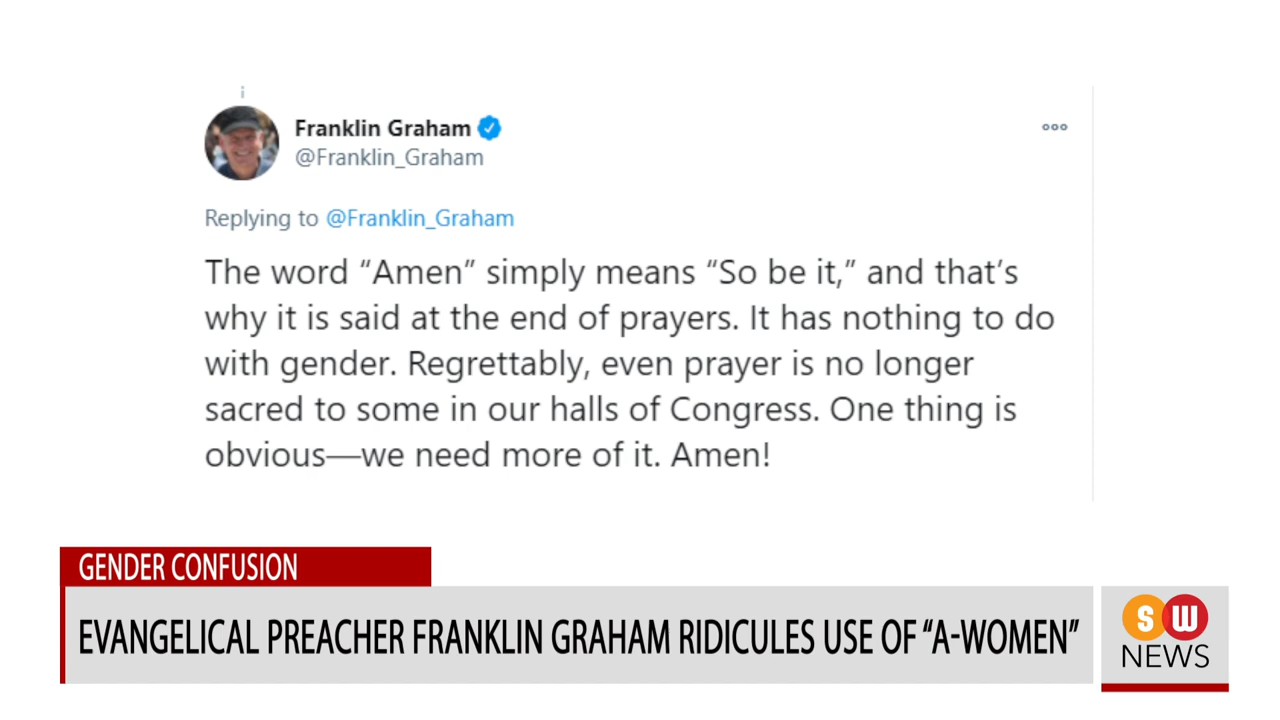 Franklin Graham
@Franklin_Graham
Replying to @Franklin_Graham
The word “Amen” simply means “So be it,” and that’s
why it is said at the end of prayers. It has nothing to do
with gender. Regrettably, even prayer is no longer
sacred to some in our halls of Congress. One thing is
obvious—we need more of it. Amen!
GENDER CONFUSION
EVANGELICAL PREACHER FRANKLIN GRAHAM RIDICULES USE OF “A-WOMEN”
SW
NEWS